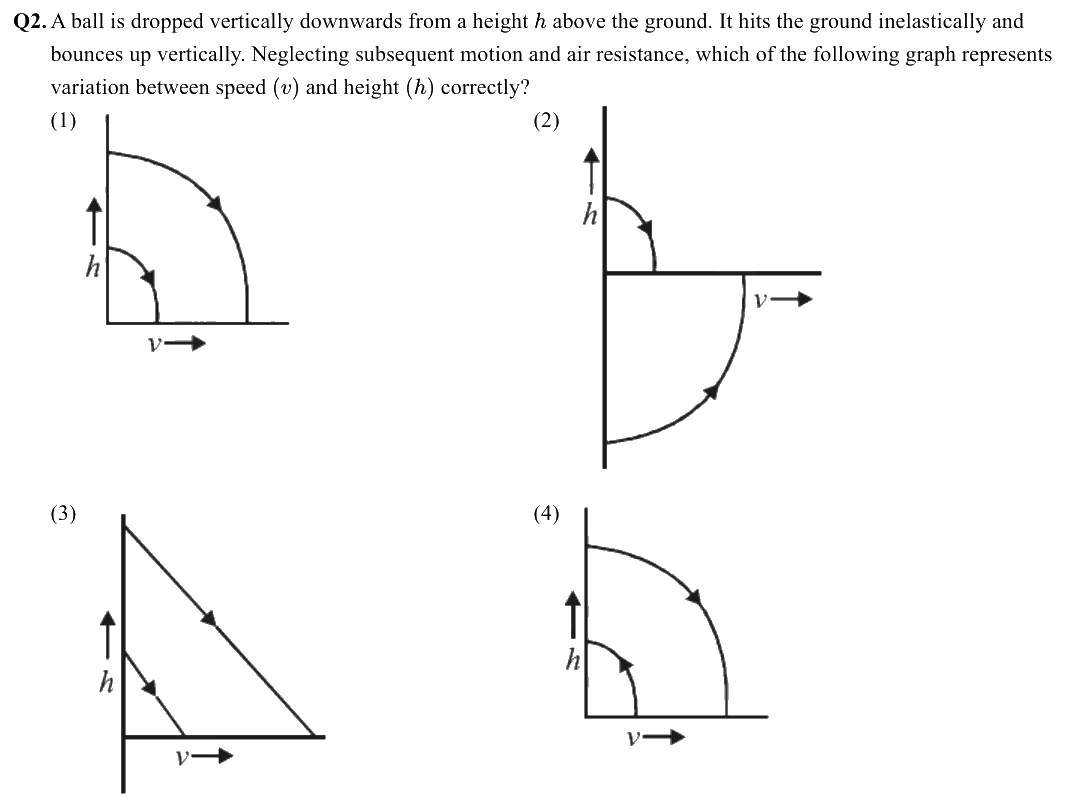 Q2. A ball is dropped vertically downwards from a height h above the ground. It hits the ground inelastically and
bounces up vertically. Neglecting subsequent motion and air resistance, which of the following graph represents
variation between speed (v) and height (h) correctly?
(1)
h
v
(2)
h
v
(3)
h
v
(4)
h
v